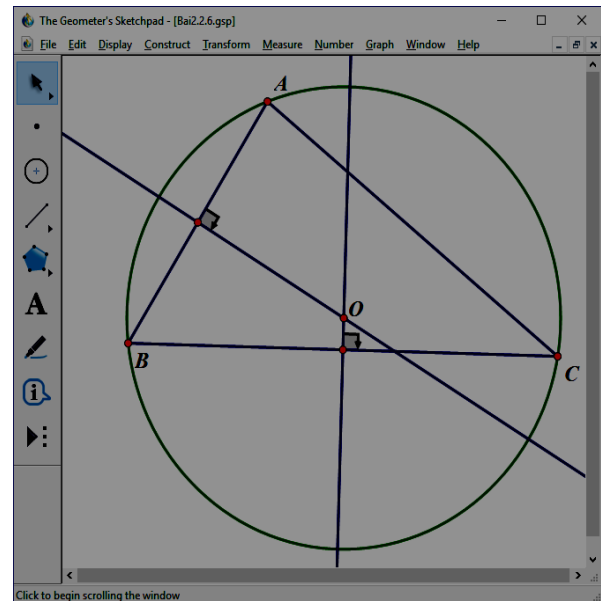 The Geometer's Sketchpad - [Bai2.2.6.gsp]
File Edit Display Construct Transform Measure Number Graph Window Help
A
O
B
C
A
Click to begin scrolling the window